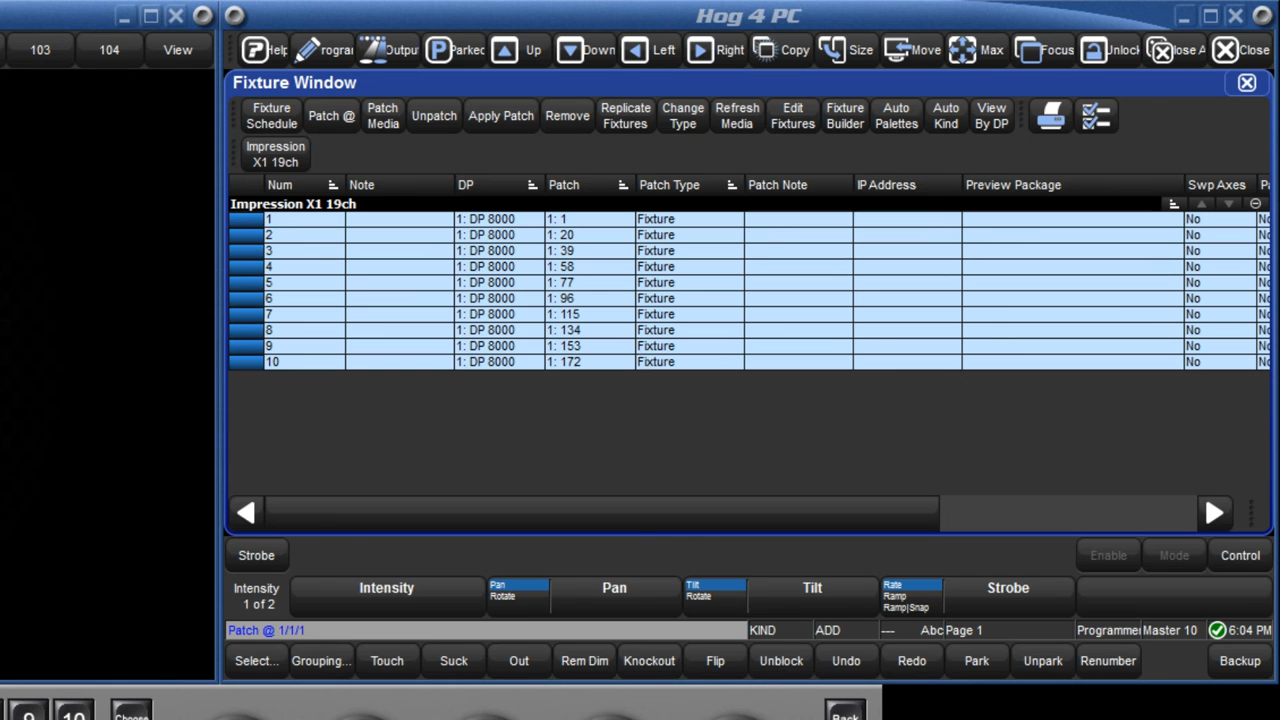 Hog 4 PC
103 104 View
Help Program Output Parked Up Down Left Right Copy Size Move Max Focus Unlock Close A Close
Fixture Window
Fixture Schedule Patch @ Patch Media Unpatch Apply Patch Remove Replicate Fixtures Change Type Refresh Media Edit Fixtures Fixture Builder Auto Palettes Auto Kind View By DP
Impression X1 19ch
Num Note DP Patch Patch Type Patch Note IP Address Preview Package Swp Axes
Impression X1 19ch
1 1: DP 8000 1: 1 Fixture No
2 1: DP 8000 1: 20 Fixture No
3 1: DP 8000 1: 39 Fixture No
4 1: DP 8000 1: 58 Fixture No
5 1: DP 8000 1: 77 Fixture No
6 1: DP 8000 1: 96 Fixture No
7 1: DP 8000 1: 115 Fixture No
8 1: DP 8000 1: 134 Fixture No
9 1: DP 8000 1: 153 Fixture No
10 1: DP 8000 1: 172 Fixture No
Strobe Enable Mode Control
Intensity 1 of 2 Intensity Pan Rotate Pan Tilt Rotate Tilt Rate Ramp Ramp|Snap Strobe
Patch @ 1/1/1 KIND ADD --- Abc Page 1 Programmer Master 10 6:04 PM
Select... Grouping... Touch Suck Out Rem Dim Knockout Flip Unblock Undo Redo Park Unpark Renumber Backup
9 10 Choose Back